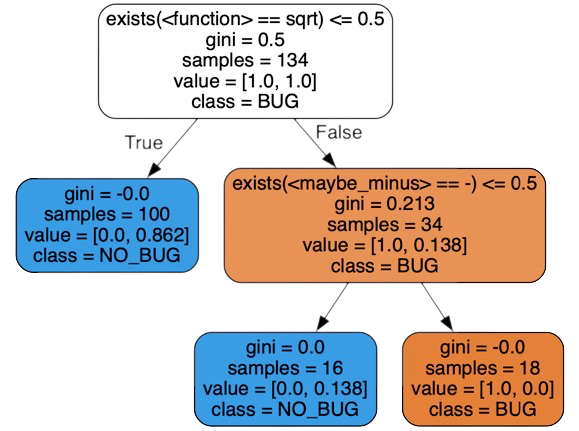 exists(<function> == sqrt) <= 0.5
gini = 0.5
samples = 134
value = [1.0, 1.0]
class = BUG
True
False
gini = -0.0
samples = 100
value = [0.0, 0.862]
class = NO_BUG
exists(<maybe_minus> == -) <= 0.5
gini = 0.213
samples = 34
value = [1.0, 0.138]
class = BUG
gini = 0.0
samples = 16
value = [0.0, 0.138]
class = NO_BUG
gini = -0.0
samples = 18
value = [1.0, 0.0]
class = BUG